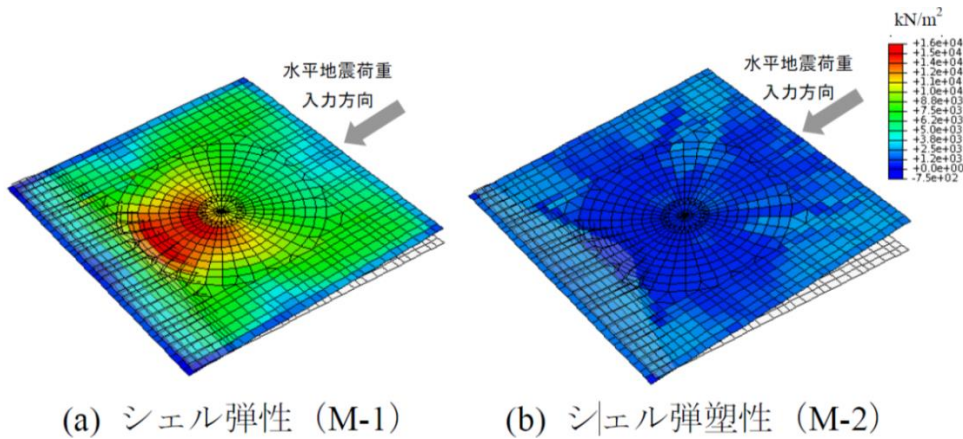 kN/m²
水平地震荷重
入力方向
水平地震荷重
入力方向
+1.6e+04
+1.5e+04
+1.4e+04
+1.2e+04
+1.1e+04
+1.0e+04
+8.8e+03
+7.5e+03
+6.2e+03
+5.0e+03
+3.8e+03
+2.5e+03
+1.2e+03
+0.0e+00
-7.5e+02
(a) シェル弾性（M-1）
(b) シェル弾塑性（M-2）